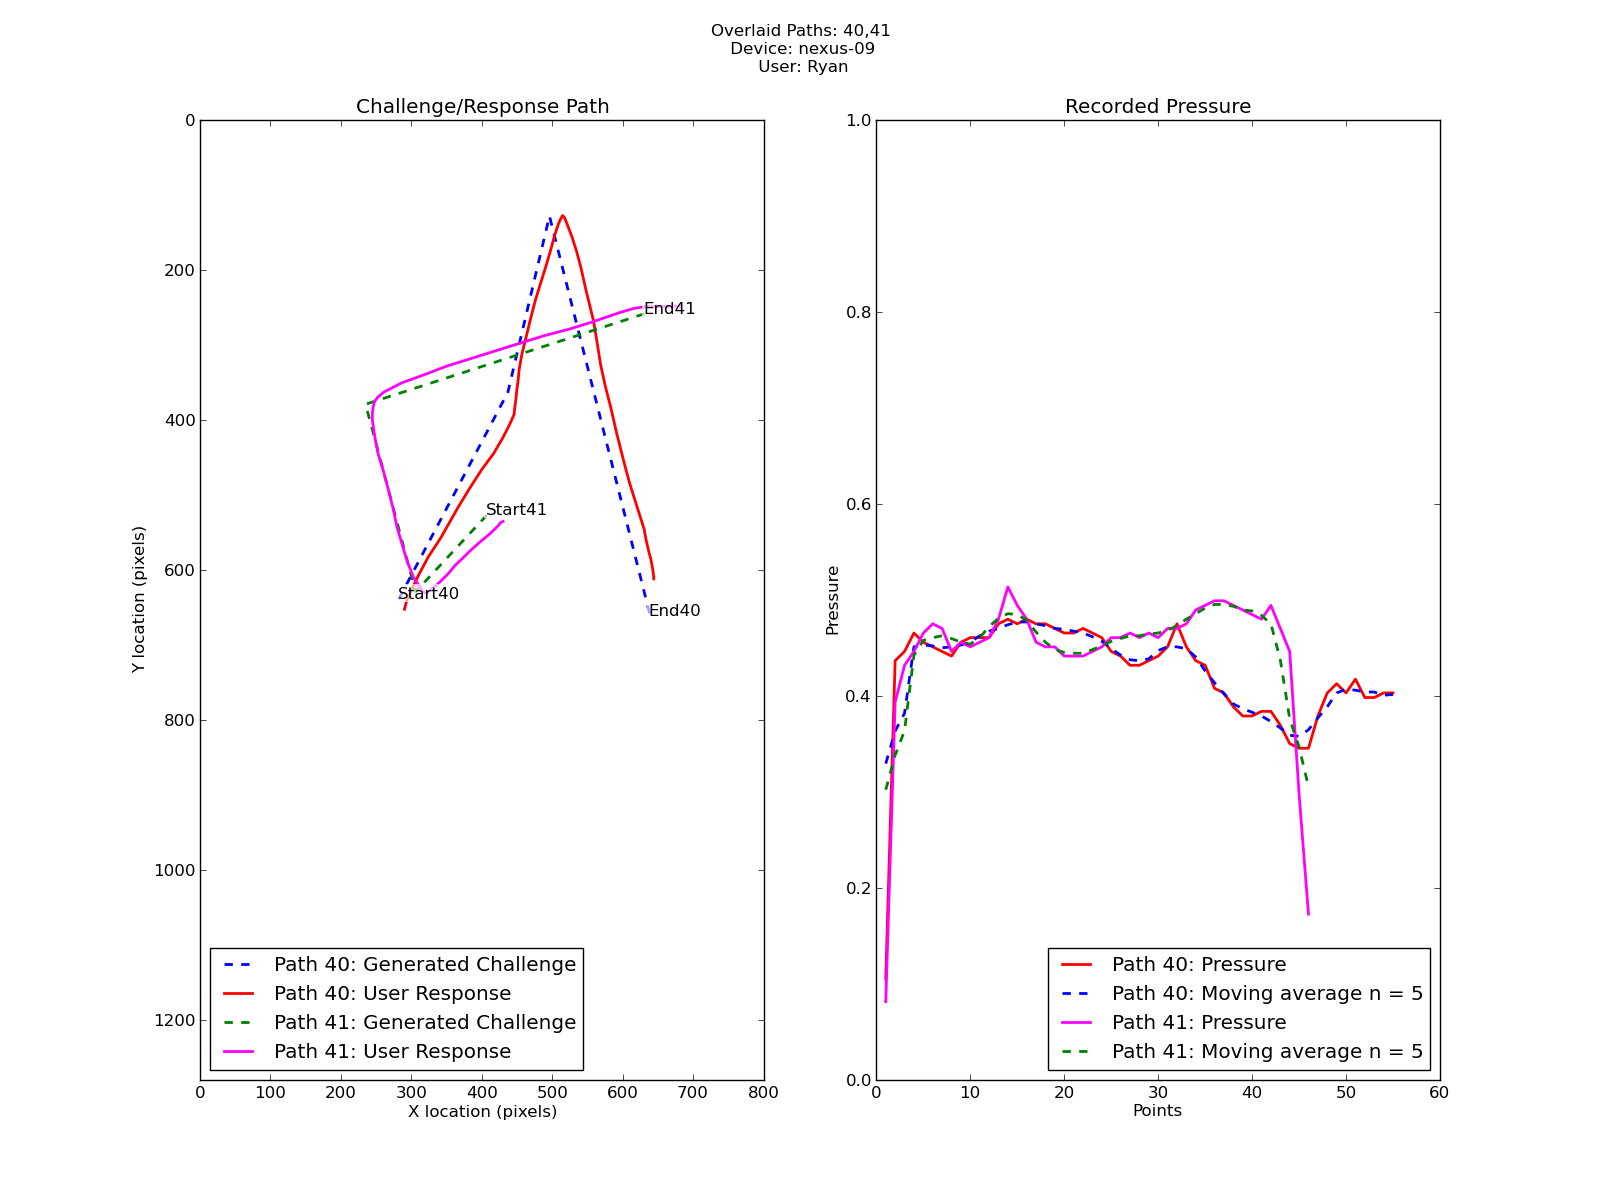 Overlaid Paths: 40,41
Device: nexus-09
User: Ryan
Challenge/Response Path
0
200
400
600
800
1000
1200
Y location (pixels)
End41
Start41
Start40
End40
Path 40: Generated Challenge
Path 40: User Response
Path 41: Generated Challenge
Path 41: User Response
0 100 200 300 400 500 600 700 800
X location (pixels)
Recorded Pressure
1.0
0.8
0.6
0.4
0.2
0.0
Pressure
Path 40: Pressure
Path 40: Moving average n = 5
Path 41: Pressure
Path 41: Moving average n = 5
0 10 20 30 40 50 60
Points